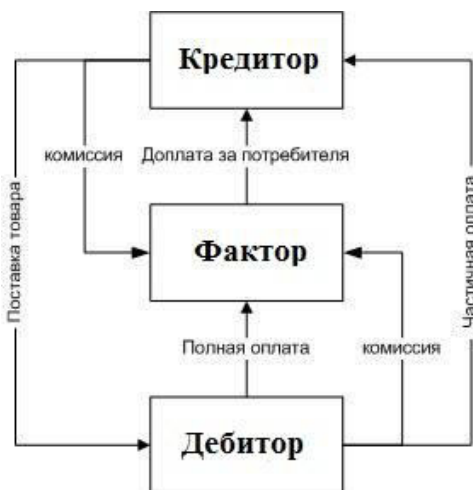 Кредитор
комиссия
Доплата за потребителя
Поставка товара
Частичная оплата
Фактор
Полная оплата
комиссия
Дебитор